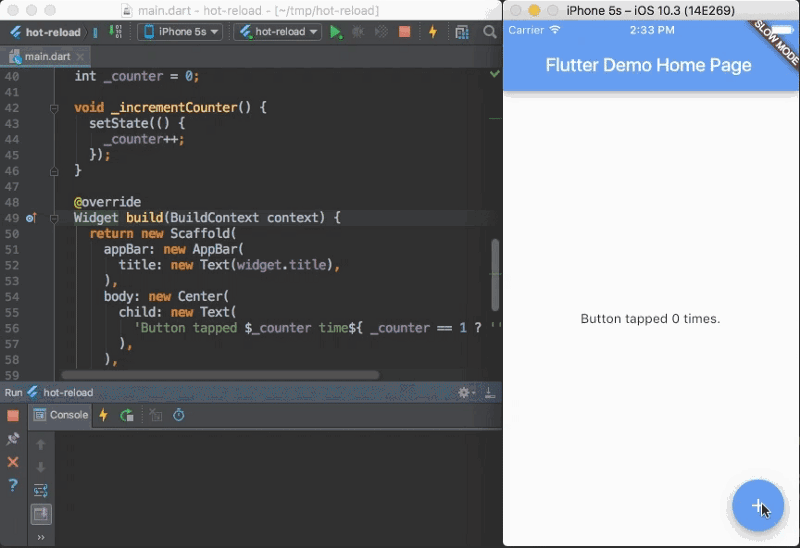 main.dart - hot-reload - [~/tmp/hot-reload]
iPhone 5s – iOS 10.3 (14E269)
hot-reload
iPhone 5s
hot-reload
Carrier
2:33 PM
SLOW MODE
main.dart
Flutter Demo Home Page
40 int _counter = 0;
41
42 void _incrementCounter() {
43 setState(() {
44 _counter++;
45 });
46 }
47
48 @override
49 Widget build(BuildContext context) {
50 return new Scaffold(
51 appBar: new AppBar(
52 title: new Text(widget.title),
53 ),
54 body: new Center(
55 child: new Text(
56 'Button tapped $_counter time${ _counter == 1 ? ''
57 ),
58 ),
59
Button tapped 0 times.
Run hot-reload
Console